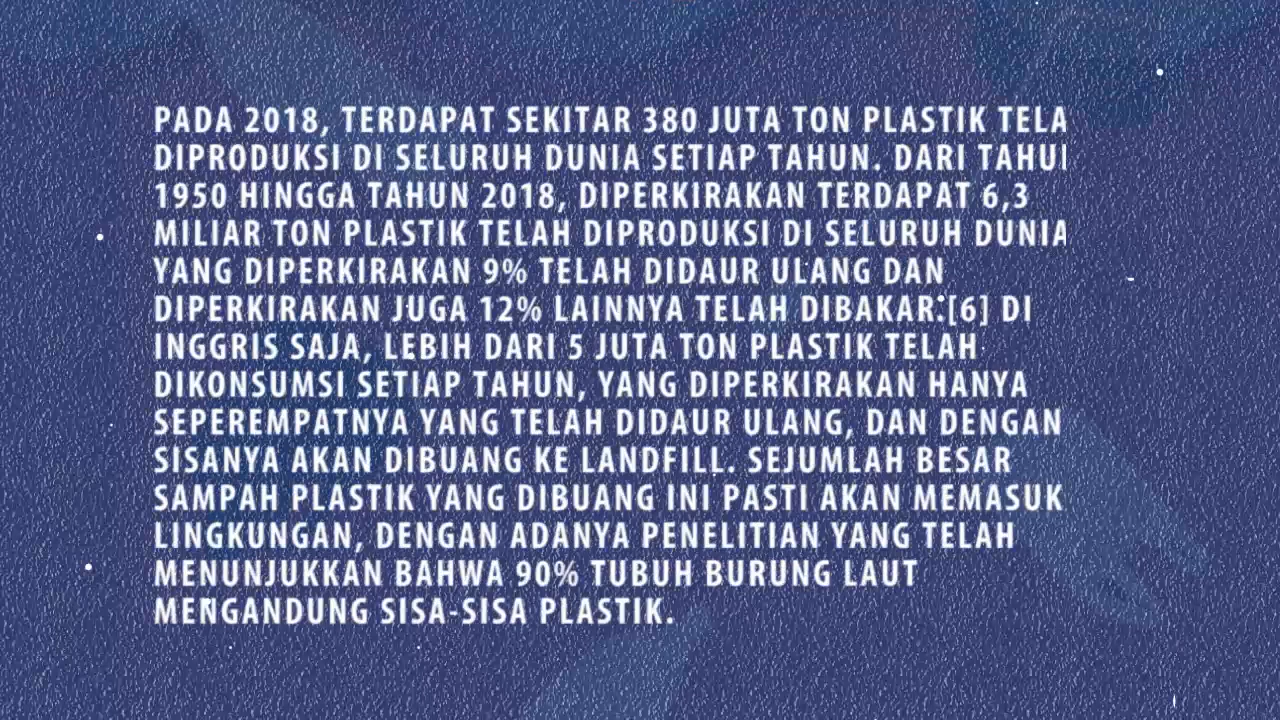 PADA 2018, TERDAPAT SEKITAR 380 JUTA TON PLASTIK TELA
DIPRODUKSI DI SELURUH DUNIA SETIAP TAHUN. DARI TAHU
1950 HINGGA TAHUN 2018, DIPERKIRAKAN TERDAPAT 6,3
MILIAR TON PLASTIK TELAH DIPRODUKSI DI SELURUH DUNIA
YANG DIPERKIRAKAN 9% TELAH DIDAUR ULANG DAN
DIPERKIRAKAN JUGA 12% LAINNYA TELAH DIBAKAR.[6] DI
INGGRIS SAJA, LEBIH DARI 5 JUTA TON PLASTIK TELAH
DIKONSUMSI SETIAP TAHUN, YANG DIPERKIRAKAN HANYA
SEPEREMPATNYA YANG TELAH DIDAUR ULANG, DAN DENGAN
SISANYA AKAN DIBUANG KE LANDFILL. SEJUMLAH BESAR
SAMPAH PLASTIK YANG DIBUANG INI PASTI AKAN MEMASUK
LINGKUNGAN, DENGAN ADANYA PENELITIAN YANG TELAH
MENUNJUKKAN BAHWA 90% TUBUH BURUNG LAUT
MENGANDUNG SISA-SISA PLASTIK.